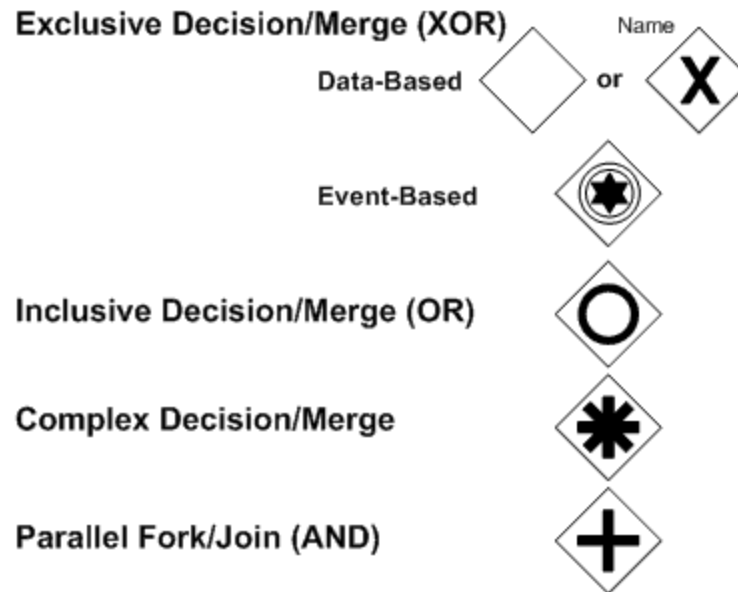 Exclusive Decision/Merge (XOR)
Name
Data-Based
or
X
Event-Based
Inclusive Decision/Merge (OR)
Complex Decision/Merge
Parallel Fork/Join (AND)